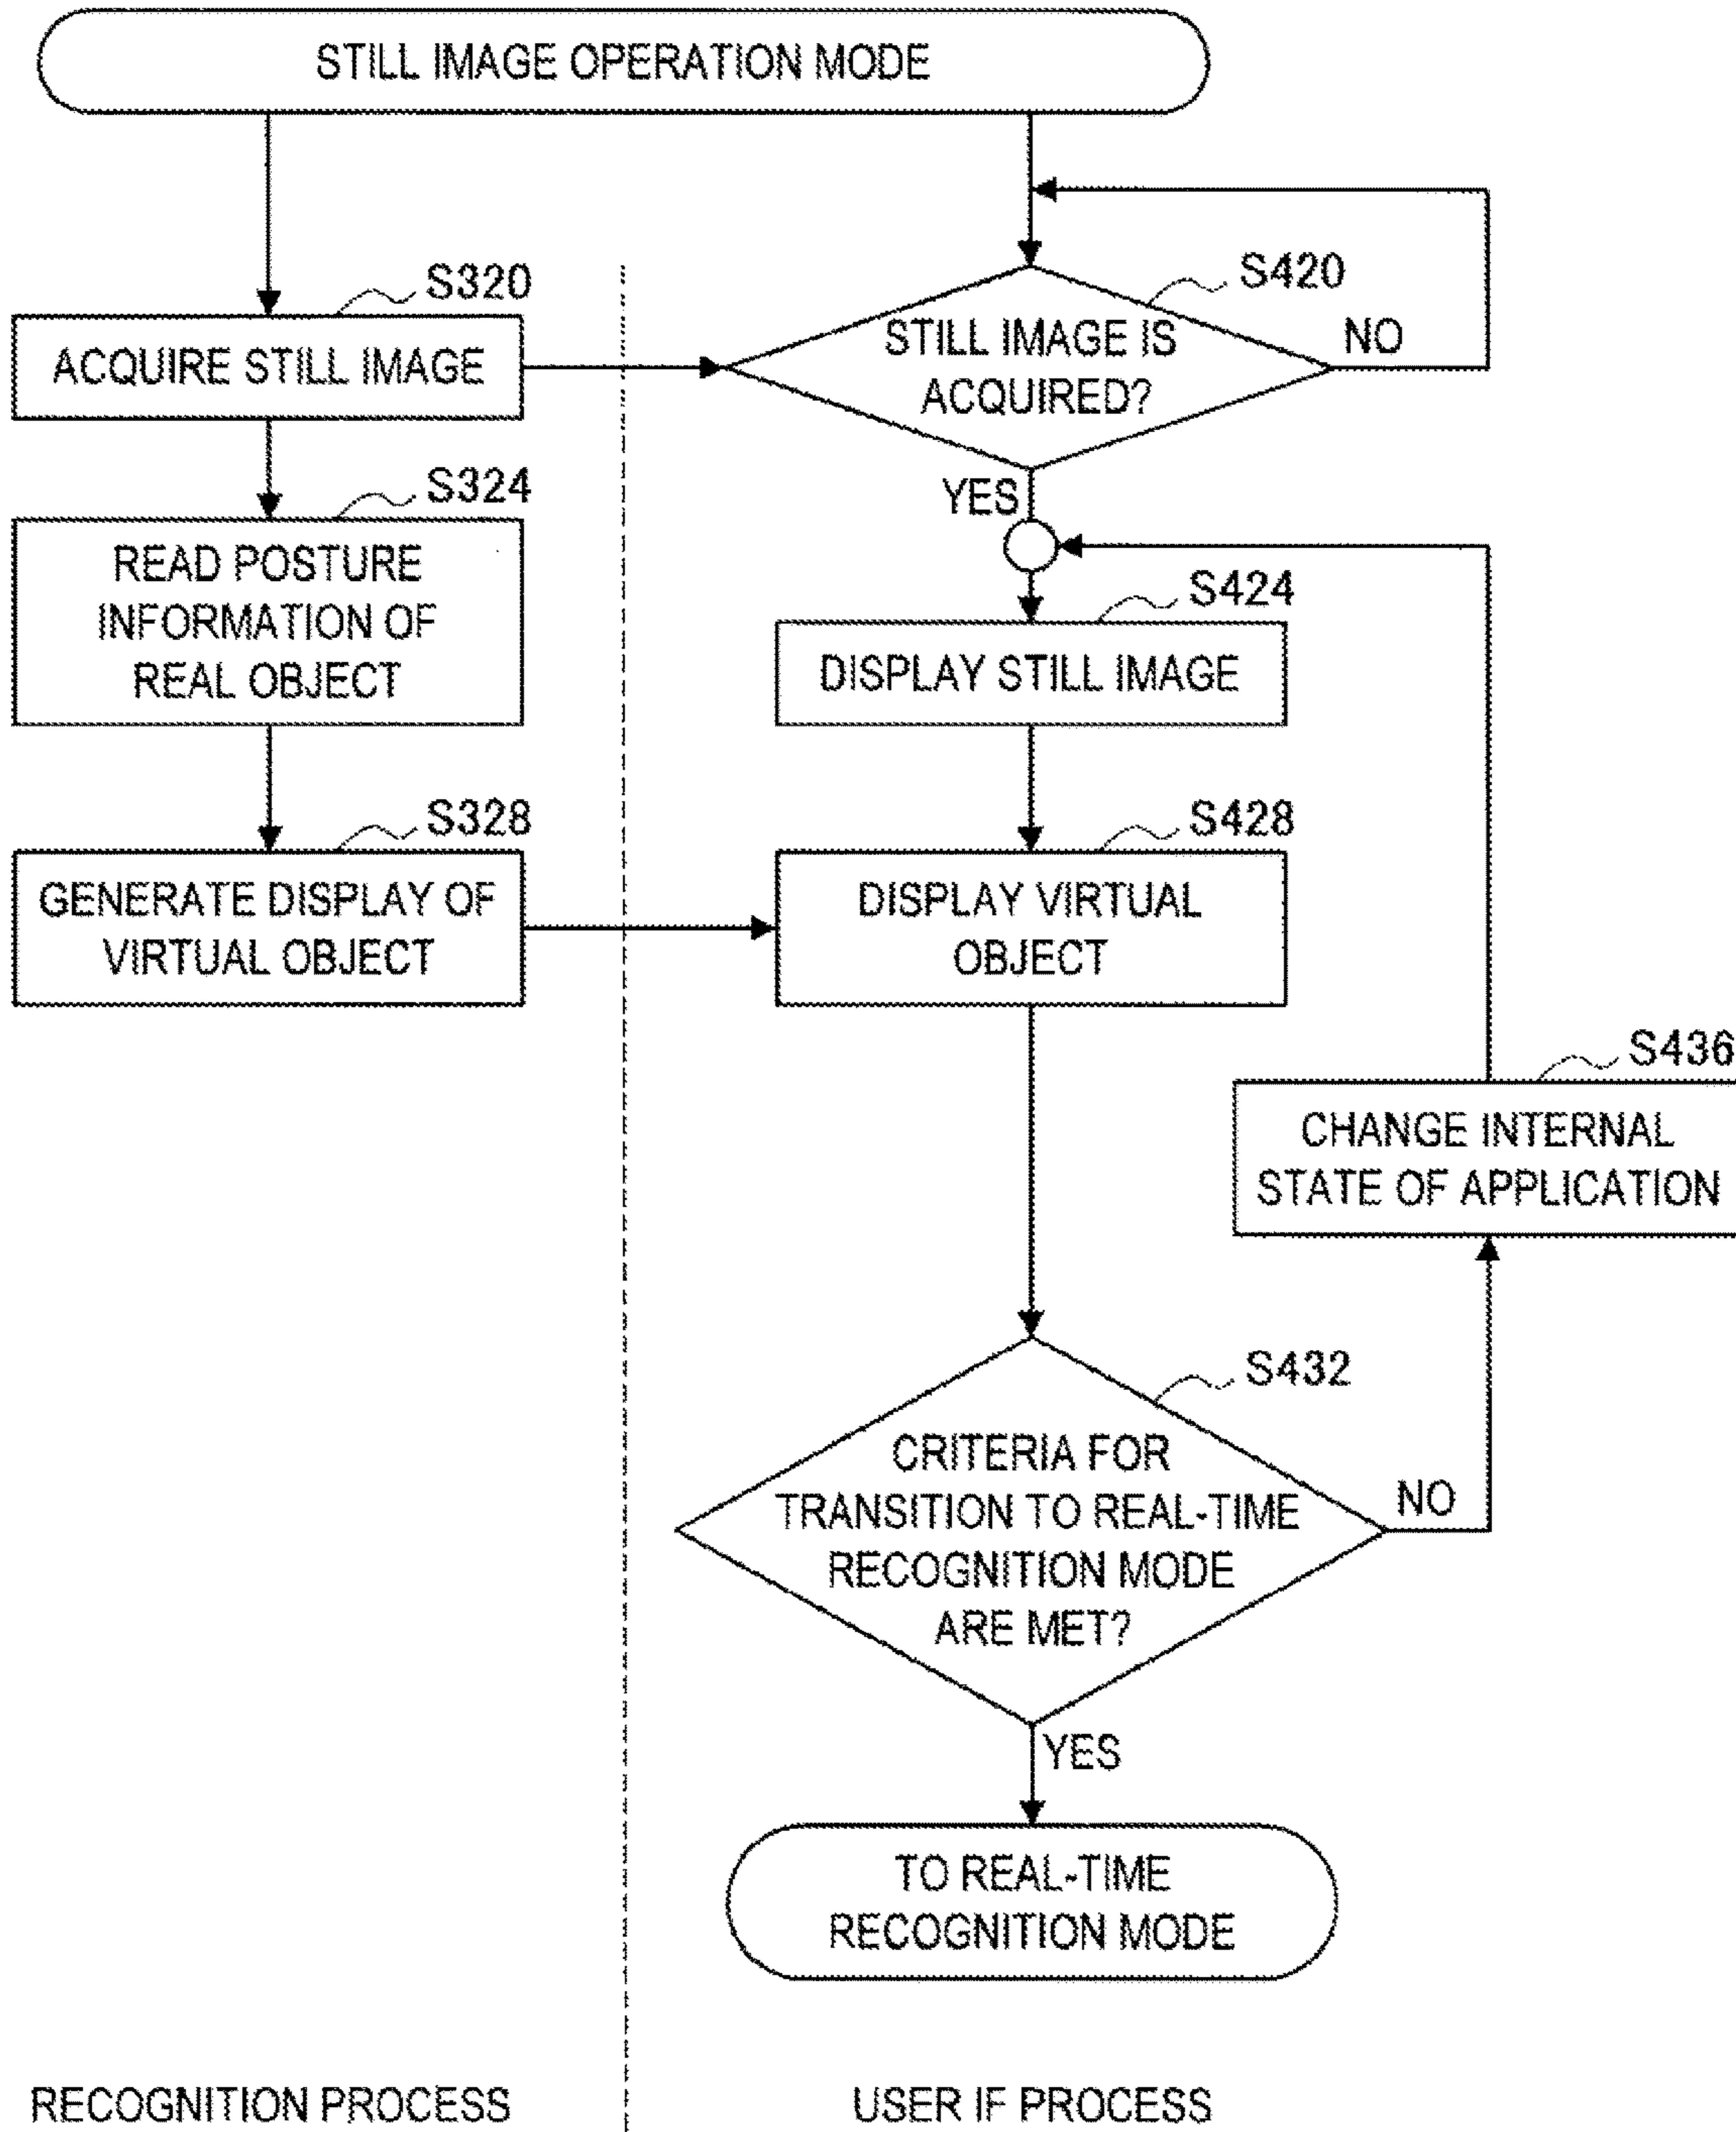 STILL IMAGE OPERATION MODE
S320
ACQUIRE STILL IMAGE
S420
STILL IMAGE IS
ACQUIRED?
NO
YES
S324
READ POSTURE
INFORMATION OF
REAL OBJECT
S424
DISPLAY STILL IMAGE
S328
GENERATE DISPLAY OF
VIRTUAL OBJECT
S428
DISPLAY VIRTUAL
OBJECT
S436
CHANGE INTERNAL
STATE OF APPLICATION
S432
CRITERIA FOR
TRANSITION TO REAL-TIME
RECOGNITION MODE
ARE MET?
NO
YES
TO REAL-TIME
RECOGNITION MODE
RECOGNITION PROCESS
USER IF PROCESS